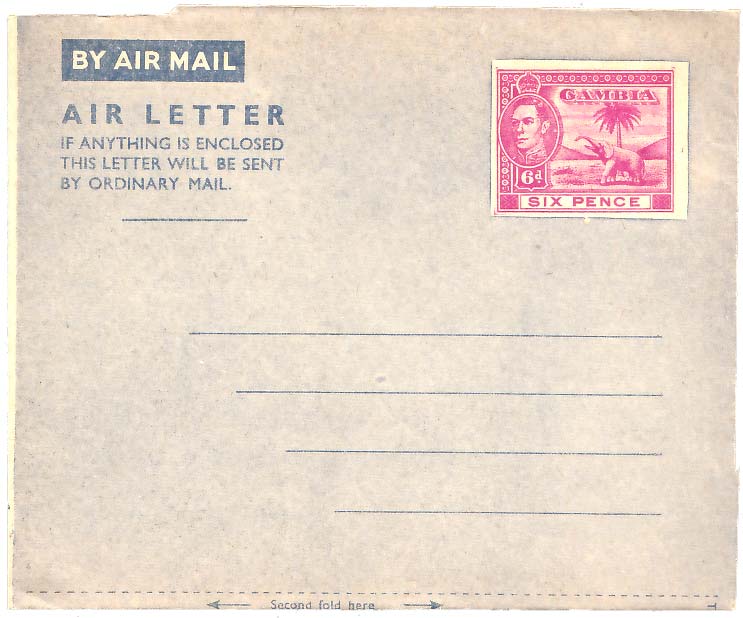 BY AIR MAIL
AIR LETTER
IF ANYTHING IS ENCLOSED
THIS LETTER WILL BE SENT
BY ORDINARY MAIL.
GAMBIA
6d
SIX PENCE
Second fold here